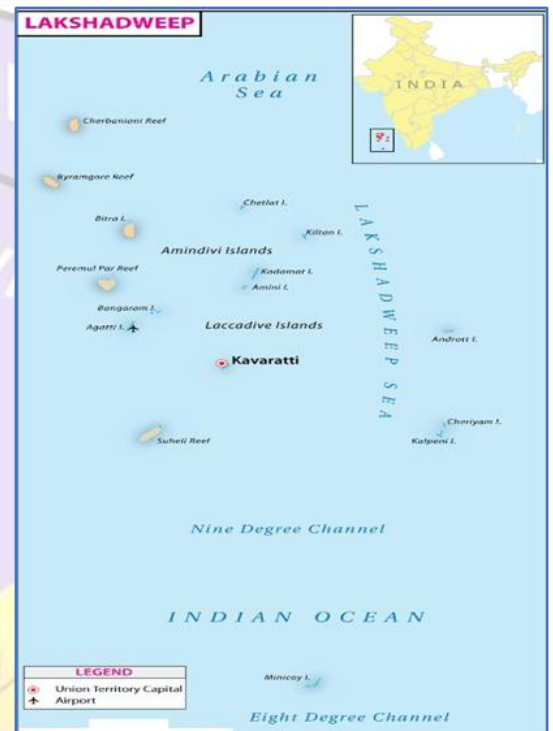 LAKSHADWEEP
Arabian
Sea
INDIA
Cherbaniani Reef
Byramgore Reef
Chetlat I.
Bitra I.
Kiltan I.
Amindivi Islands
Peremul Par Reef
Kadamat I.
Amini I.
Bangaram I.
Agatti I.
Laccadive Islands
LAKSHADWEEP SEA
Andrott I.
Kavaratti
Cheriyam I.
Suheli Reef
Kalpeni I.
Nine Degree Channel
INDIAN OCEAN
LEGEND
Union Territory Capital
Airport
Minicoy I.
Eight Degree Channel